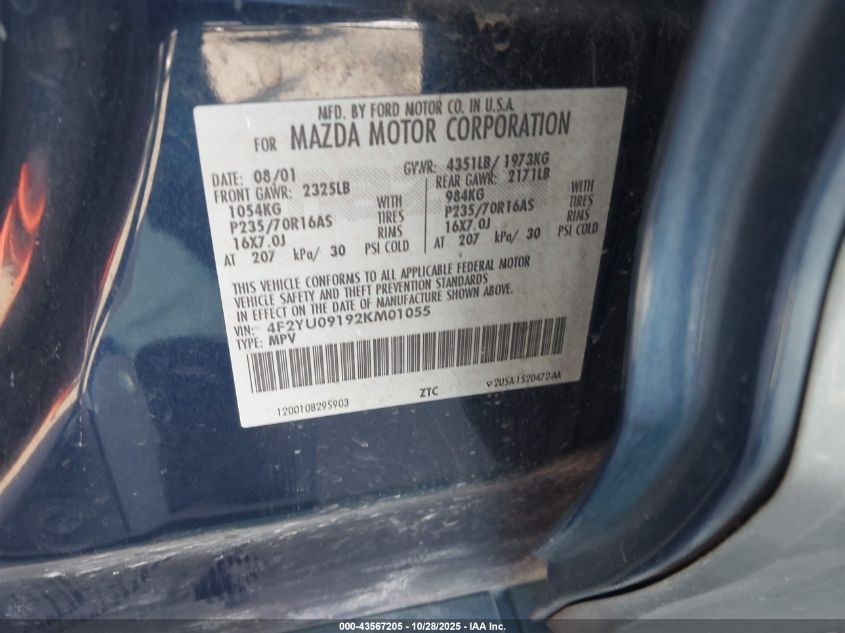 MFD. BY FORD MOTOR CO. IN U.S.A.
FOR MAZDA MOTOR CORPORATION
DATE: 08/01 GVWR: 4351LB/ 1973KG
FRONT GAWR: 2325LB REAR GAWR: 2171LB
1054KG WITH 984KG WITH
P235/70R16AS TIRES P235/70R16AS TIRES
16X7.0J RIMS 16X7.0J RIMS
AT 207 kPa/ 30 PSI COLD AT 207 kPa/ 30 PSI COLD
THIS VEHICLE CONFORMS TO ALL APPLICABLE FEDERAL MOTOR
VEHICLE SAFETY AND THEFT PREVENTION STANDARDS
IN EFFECT ON THE DATE OF MANUFACTURE SHOWN ABOVE.
VIN: 4F2YU09192KM01055
TYPE: MPV
1200108295903 ZTC 2U5A-1520472-AA
000-43567205 | 10/28/2025 - IAA Inc.